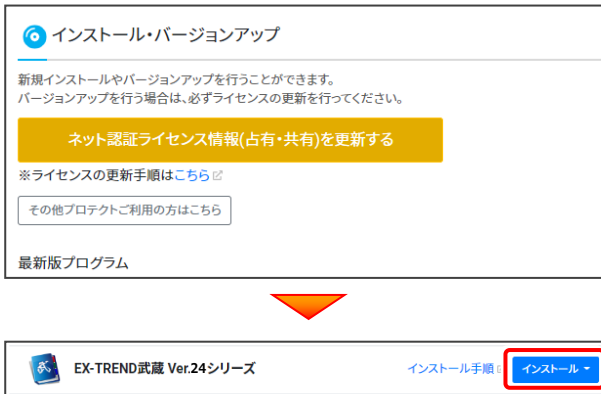 インストール・バージョンアップ
新規インストールやバージョンアップを行うことができます。
バージョンアップを行う場合は、必ずライセンスの更新を行ってください。
ネット認証ライセンス情報(占有・共有)を更新する
※ライセンスの更新手順はこちら
その他プロテクトご利用の方はこちら
最新版プログラム
EX-TREND武蔵 Ver.24シリーズ インストール手順 インストール